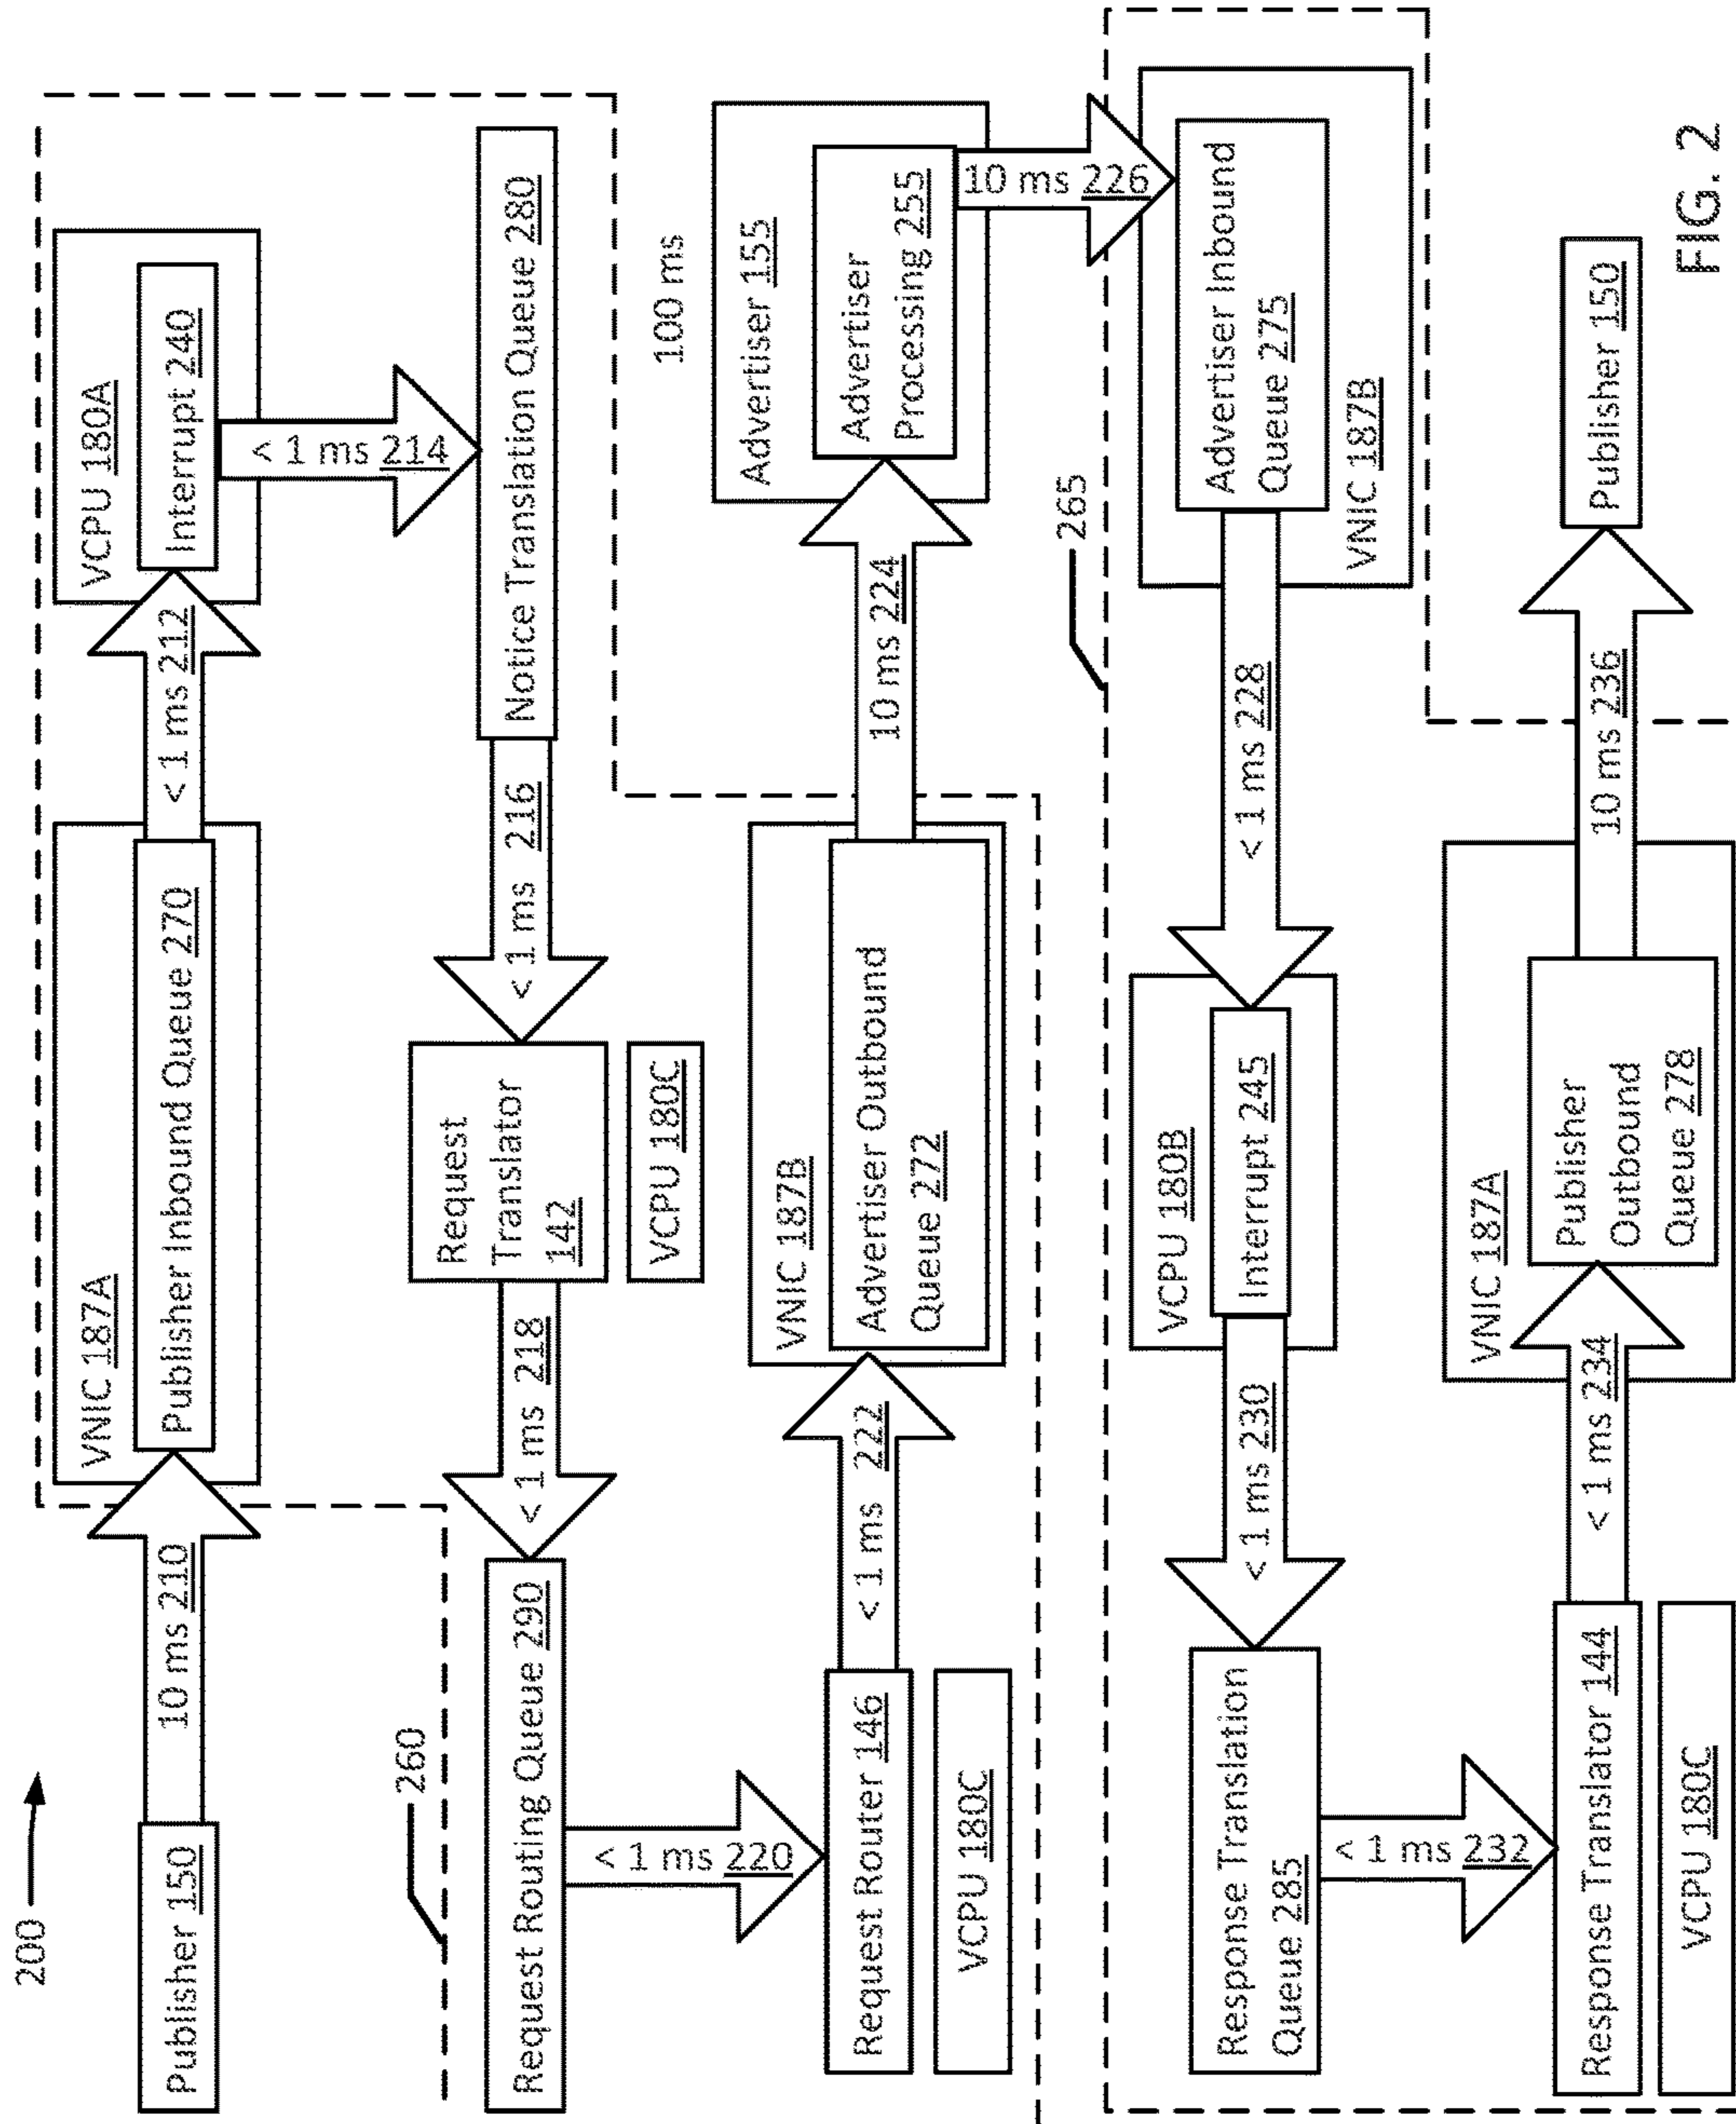 200
Publisher 150
10 ms 210
VNIC 187A
Publisher Inbound Queue 270
< 1 ms 212
VCPU 180A
Interrupt 240
< 1 ms 214
Notice Translation Queue 280
< 1 ms 216
Request
Translator
142
VCPU 180C
< 1 ms 218
Request Routing Queue 290
260
< 1 ms 220
Request Router 146
VCPU 180C
< 1 ms 222
VNIC 187B
Advertiser Outbound
Queue 272
10 ms 224
100 ms
Advertiser 155
Advertiser
Processing 255
10 ms 226
265
Advertiser Inbound
Queue 275
VNIC 187B
< 1 ms 228
VCPU 180B
Interrupt 245
< 1 ms 230
Response Translation
Queue 285
< 1 ms 232
Response Translator 144
VCPU 180C
< 1 ms 234
VNIC 187A
Publisher
Outbound
Queue 278
10 ms 236
Publisher 150
FIG. 2